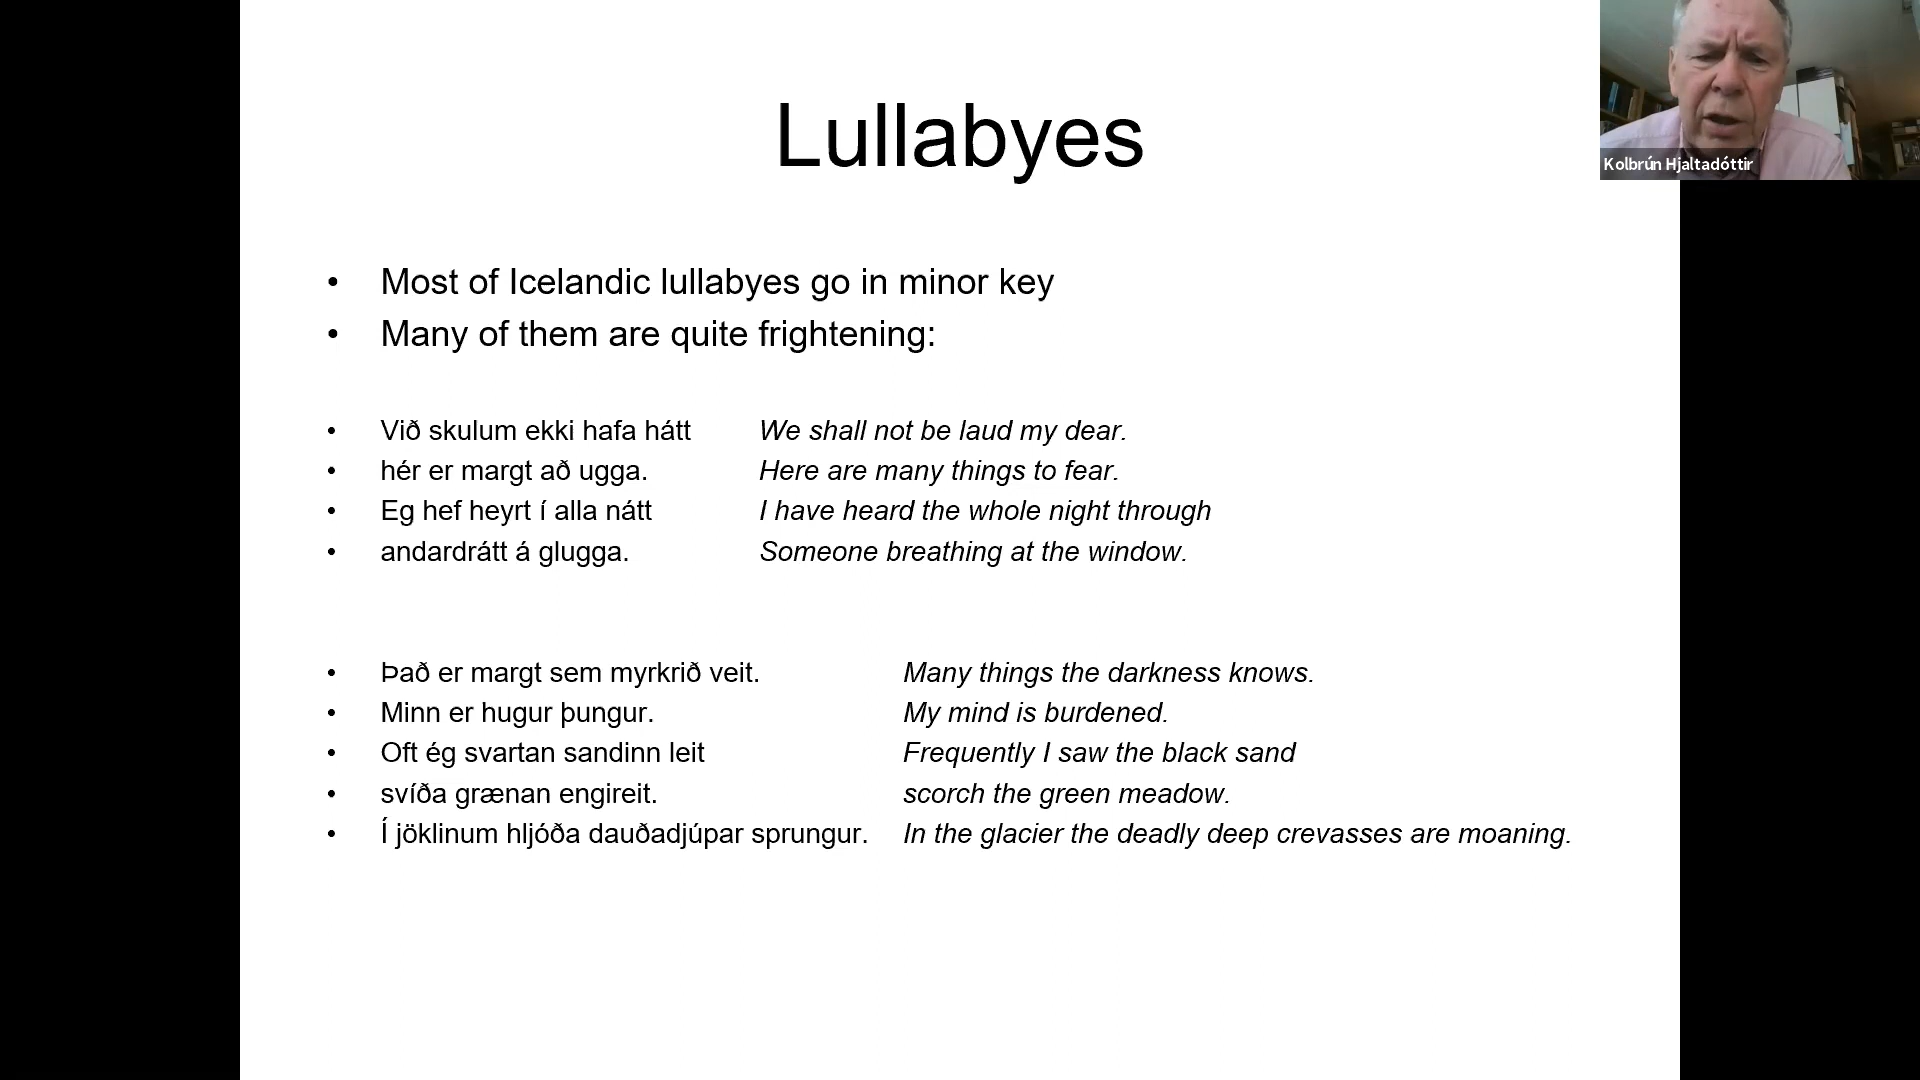 Lullabyes
Kolbrún Hjaltadóttir
• Most of Icelandic lullabyes go in minor key
• Many of them are quite frightening:
• Við skulum ekki hafa hátt We shall not be laud my dear.
• hér er margt að ugga. Here are many things to fear.
• Eg hef heyrt í alla nátt I have heard the whole night through
• andardrátt á glugga. Someone breathing at the window.
• Það er margt sem myrkrið veit. Many things the darkness knows.
• Minn er hugur þungur. My mind is burdened.
• Oft ég svartan sandinn leit Frequently I saw the black sand
• svíða grænan engireit. scorch the green meadow.
• Í jöklinum hljóða dauðadjúpar sprungur. In the glacier the deadly deep crevasses are moaning.